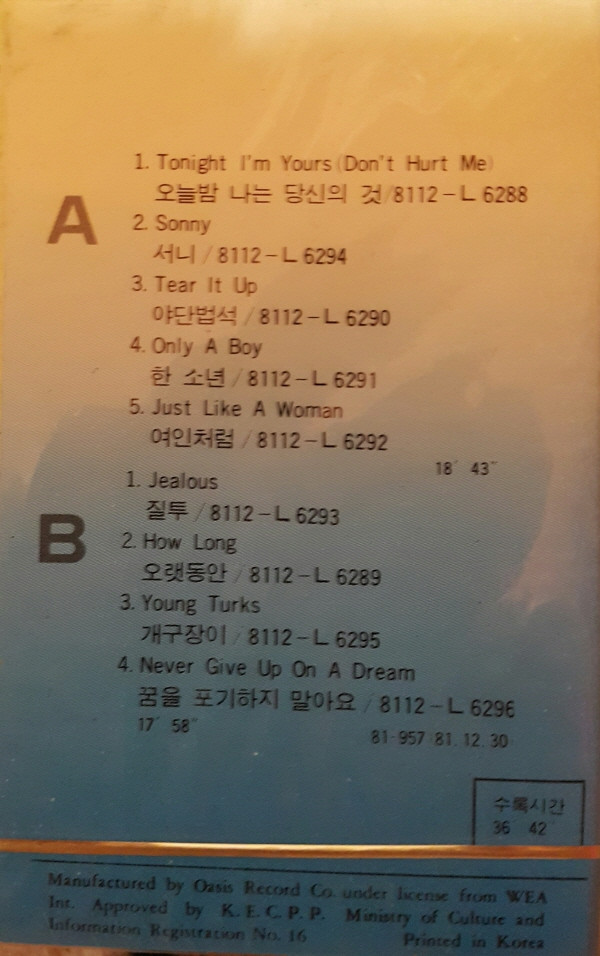 A
1. Tonight I'm Yours (Don't Hurt Me)
오늘밤 나는 당신의 것/8112-L 6288
2. Sonny
서니 / 8112-L 6294
3. Tear It Up
야단법석 / 8112-L 6290
4. Only A Boy
한 소년 / 8112-L 6291
5. Just Like A Woman
여인처럼 / 8112-L 6292
18′ 43″
B
1. Jealous
질투 / 8112-L 6293
2. How Long
오랫동안 / 8112-L 6289
3. Young Turks
개구장이 / 8112-L 6295
4. Never Give Up On A Dream
꿈을 포기하지 말아요 / 8112-L 6296
17′ 58″
81-957 81. 12. 30
수록시간
36′ 42
Manufactured by Oasis Record Co. under license from WEA
Int. Approved by K. E. C. P. P. Ministry of Culture and
Information Registration No. 16
Printed in Korea